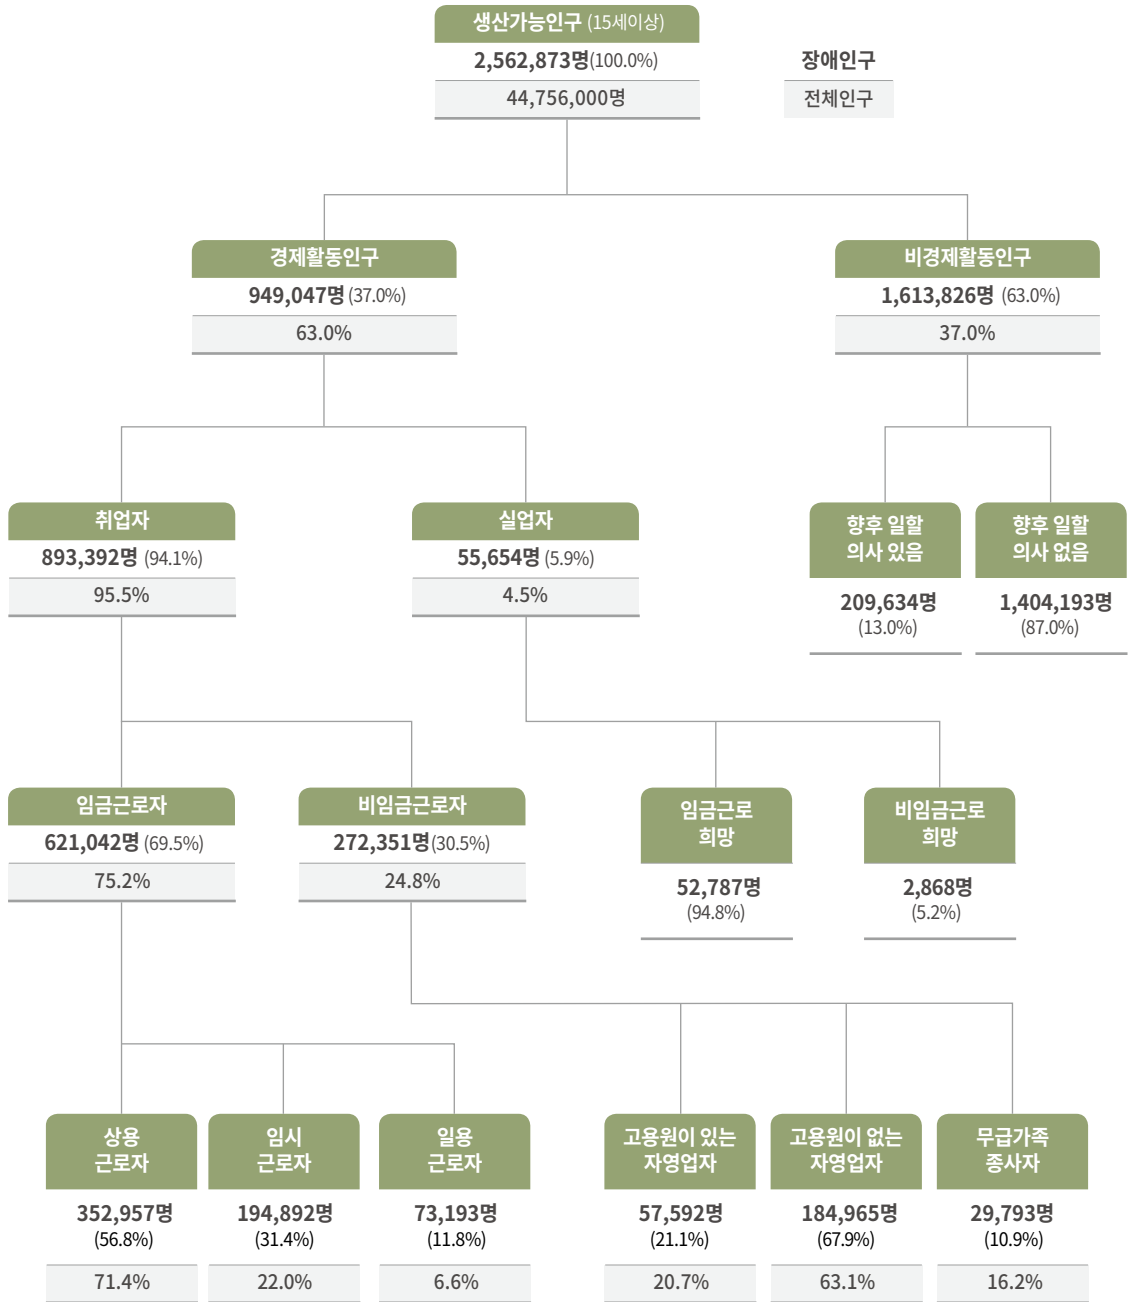 생산가능인구 (15세이상)
2,562,873명(100.0%)
44,756,000명
장애인구
전체인구
경제활동인구
949,047명 (37.0%)
63.0%
비경제활동인구
1,613,826명 (63.0%)
37.0%
취업자
893,392명 (94.1%)
95.5%
실업자
55,654명 (5.9%)
4.5%
향후 일할
의사 있음
209,634명
(13.0%)
향후 일할
의사 없음
1,404,193명
(87.0%)
임금근로자
621,042명 (69.5%)
75.2%
비임금근로자
272,351명(30.5%)
24.8%
임금근로
희망
52,787명
(94.8%)
비임금근로
희망
2,868명
(5.2%)
상용
근로자
352,957명
(56.8%)
71.4%
임시
근로자
194,892명
(31.4%)
22.0%
일용
근로자
73,193명
(11.8%)
6.6%
고용원이 있는
자영업자
57,592명
(21.1%)
20.7%
고용원이 없는
자영업자
184,965명
(67.9%)
63.1%
무급가족
종사자
29,793명
(10.9%)
16.2%